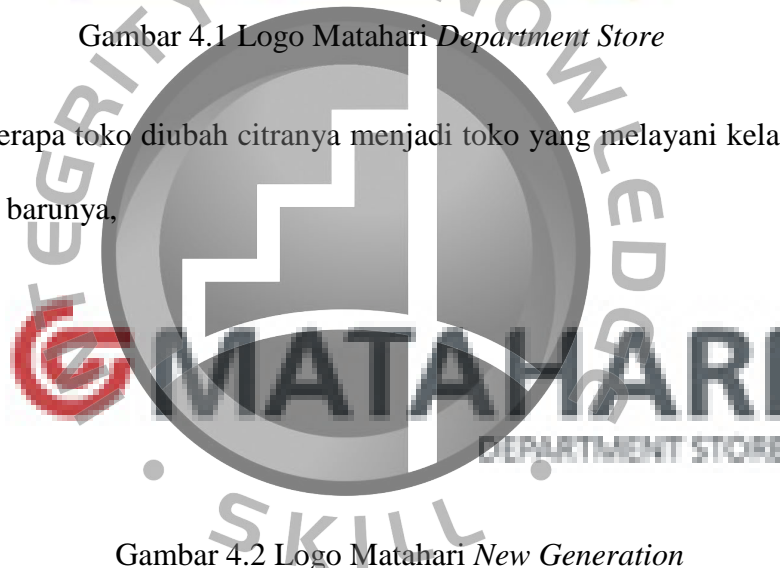 Gambar 4.1 Logo Matahari Department Store
erapa toko diubah citranya menjadi toko yang melayani kela
barunya,
MATAHARI
DEPARTMENT STORE
Gambar 4.2 Logo Matahari New Generation
SKILL